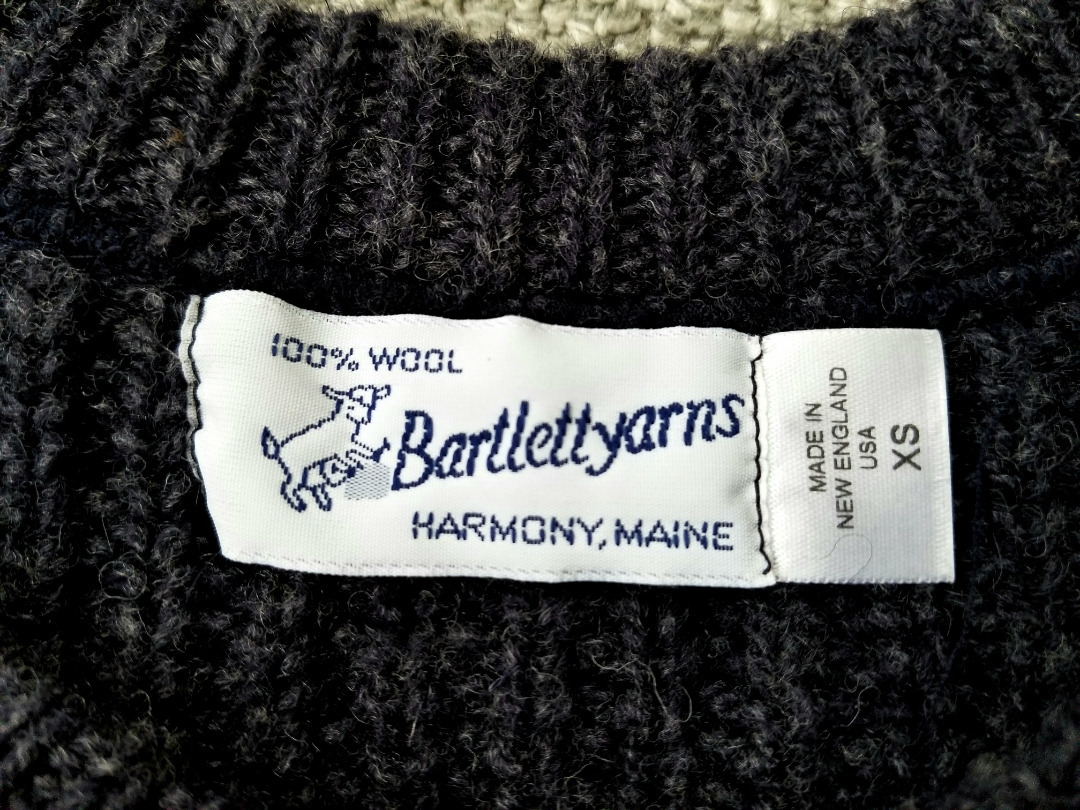 100% WOOL
Bartlettyarns
HARMONY, MAINE
MADE IN
NEW ENGLAND
USA
XS